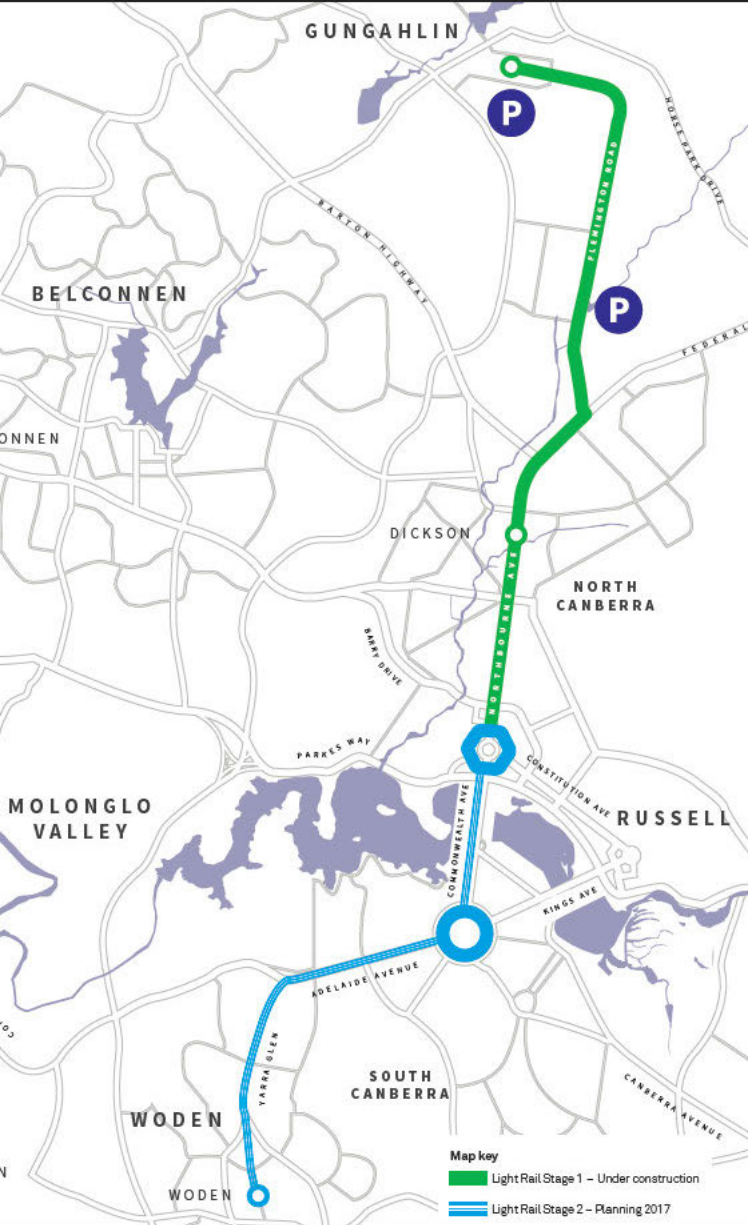 GUNGAHLIN
P
HORSE PARK DRIVE
FLEMINGTON ROAD
BARTON HIGHWAY
BELCONNEN
P
FEDERAL
ONNEN
DICKSON
NORTHBOURNE AVE
NORTH
CANBERRA
BARRY DRIVE
PARKES WAY
CONSTITUTION AVE
MOLONGLO
VALLEY
RUSSELL
COMMONWEALTH AVE
KINGS AVE
ADELAIDE AVENUE
CO
YARRA GLEN
SOUTH
CANBERRA
CANBERRA AVENUE
WODEN
N
WODEN
Map key
Light Rail Stage 1 – Under construction
Light Rail Stage 2 – Planning 2017